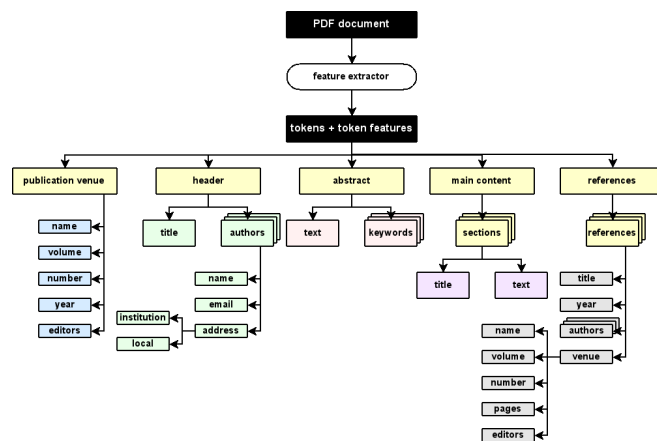 PDF document
feature extractor
tokens + token features
publication venue
header
abstract
main content
references
name
volume
number
year
editors
title
authors
name
email
address
institution
local
text
keywords
sections
title
text
references
title
year
authors
venue
name
volume
number
pages
editors